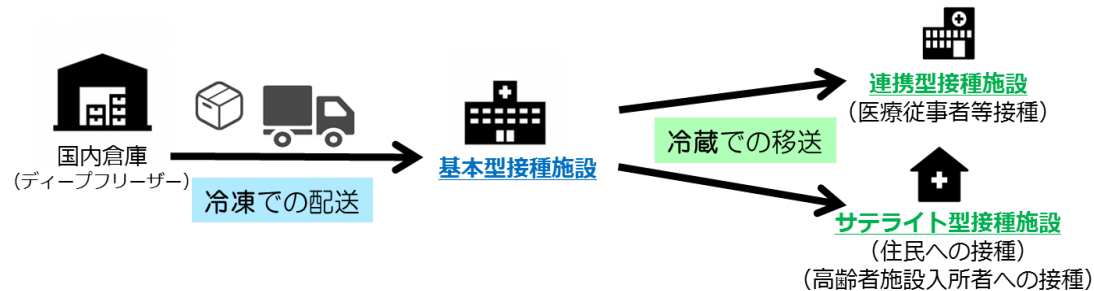 国内倉庫
（ディープフリーザー）
冷凍での配送
基本型接種施設
冷蔵での移送
連携型接種施設
（医療従事者等接種）
サテライト型接種施設
（住民への接種）
（高齢者施設入所者への接種）